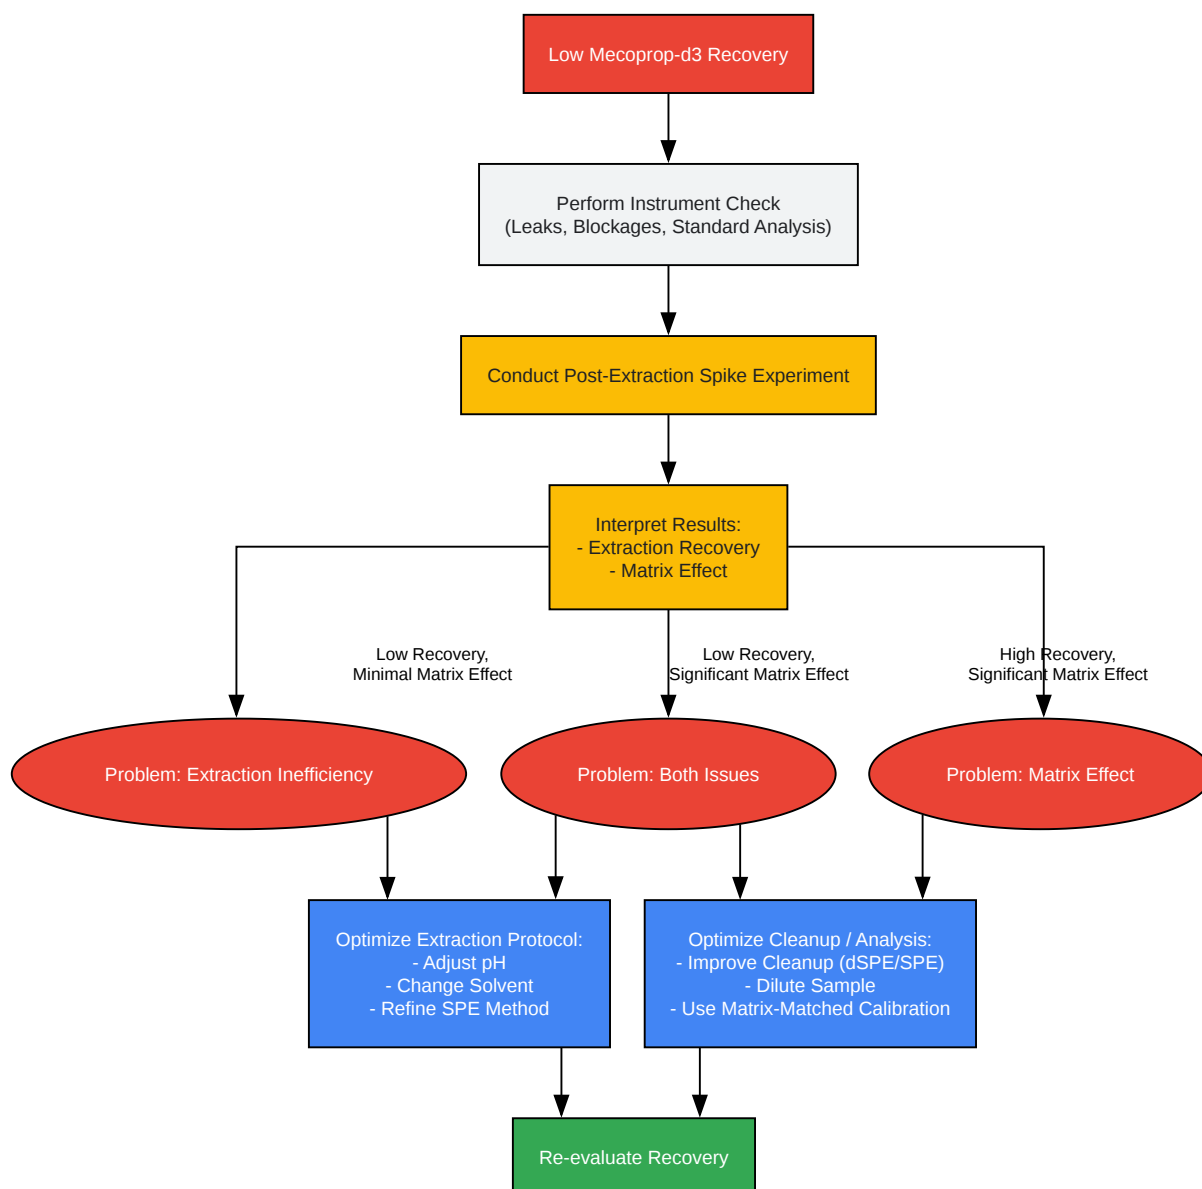 Low Mecoprop-d3 Recovery
Perform Instrument Check
(Leaks, Blockages, Standard Analysis)
Conduct Post-Extraction Spike Experiment
Interpret Results:
- Extraction Recovery
- Matrix Effect
Low Recovery,
Minimal Matrix Effect
Low Recovery,
Significant Matrix Effect
High Recovery,
Significant Matrix Effect
Problem: Extraction Inefficiency
Problem: Both Issues
Problem: Matrix Effect
Optimize Extraction Protocol:
- Adjust pH
- Change Solvent
- Refine SPE Method
Optimize Cleanup / Analysis:
- Improve Cleanup (dSPE/SPE)
- Dilute Sample
- Use Matrix-Matched Calibration
Re-evaluate Recovery